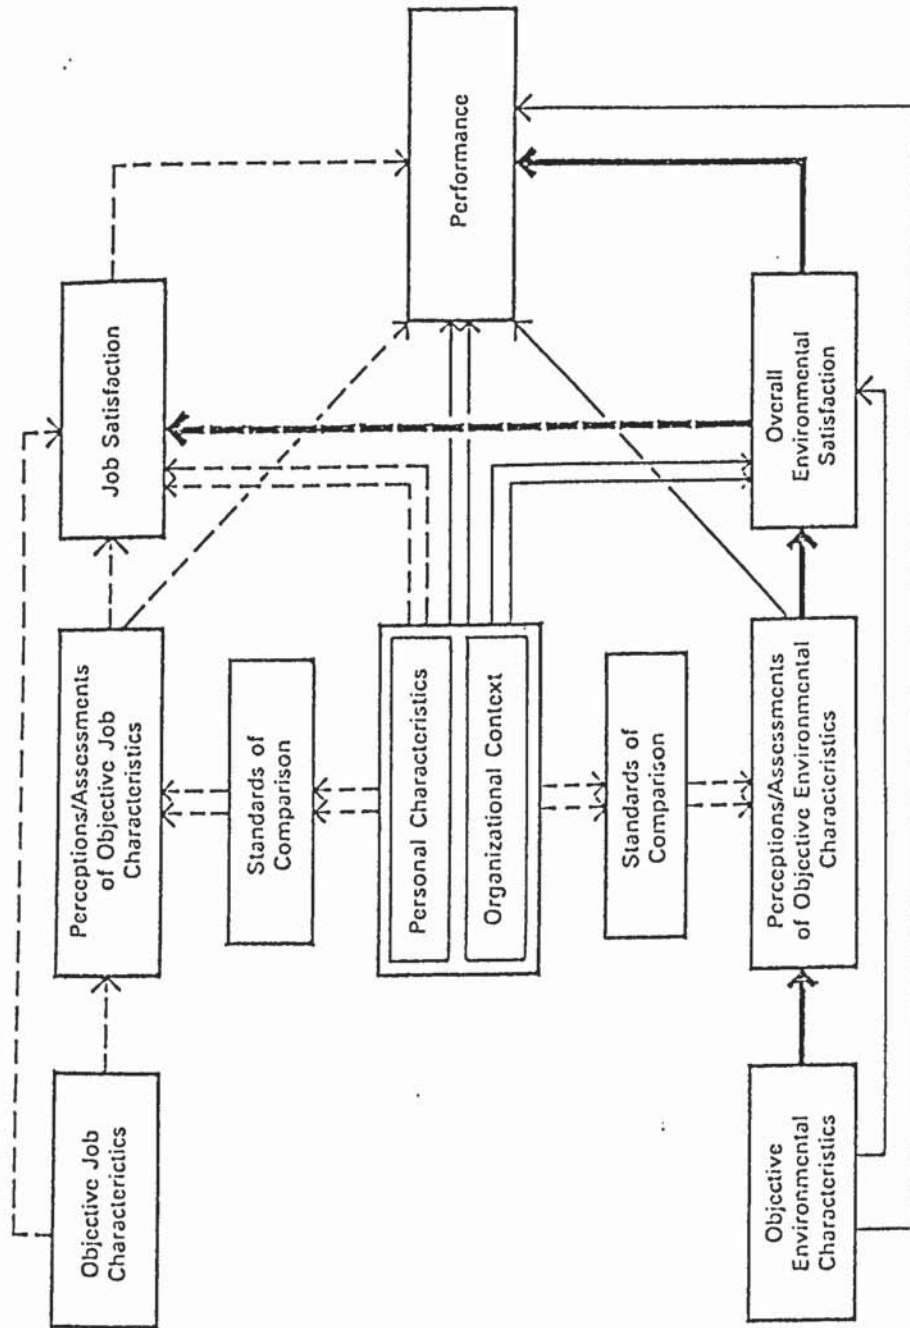 Objective Job
Characterictics
Perceptions/Assessments
of Objective Job
Characteristics
Job Satisfaction
Standards of
Comparison
Personal Characteristics
Organizational Context
Performance
Standards of
Comparison
Objective
Environmental
Characteristics
Perceptions/Assessments
of Objective Environmental
Characteristics
Overall
Environmental
Satisfaction